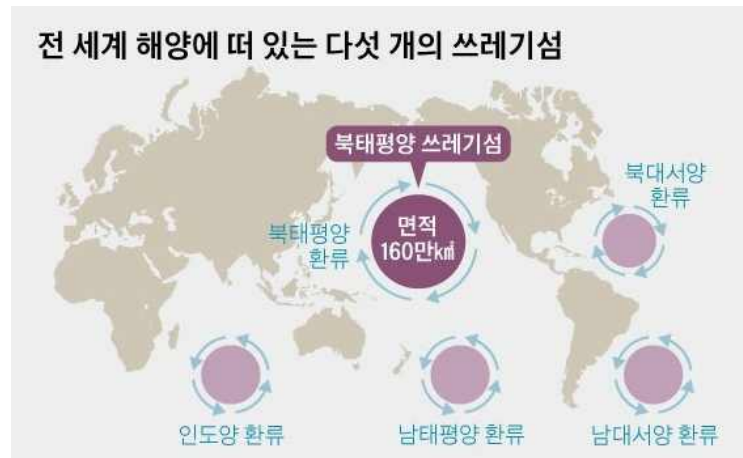 전 세계 해양에 떠 있는 다섯 개의 쓰레기섬
북태평양 쓰레기섬
북대서양
환류
북태평양
환류
면적
160만㎢
인도양 환류
남태평양 환류
남대서양 환류